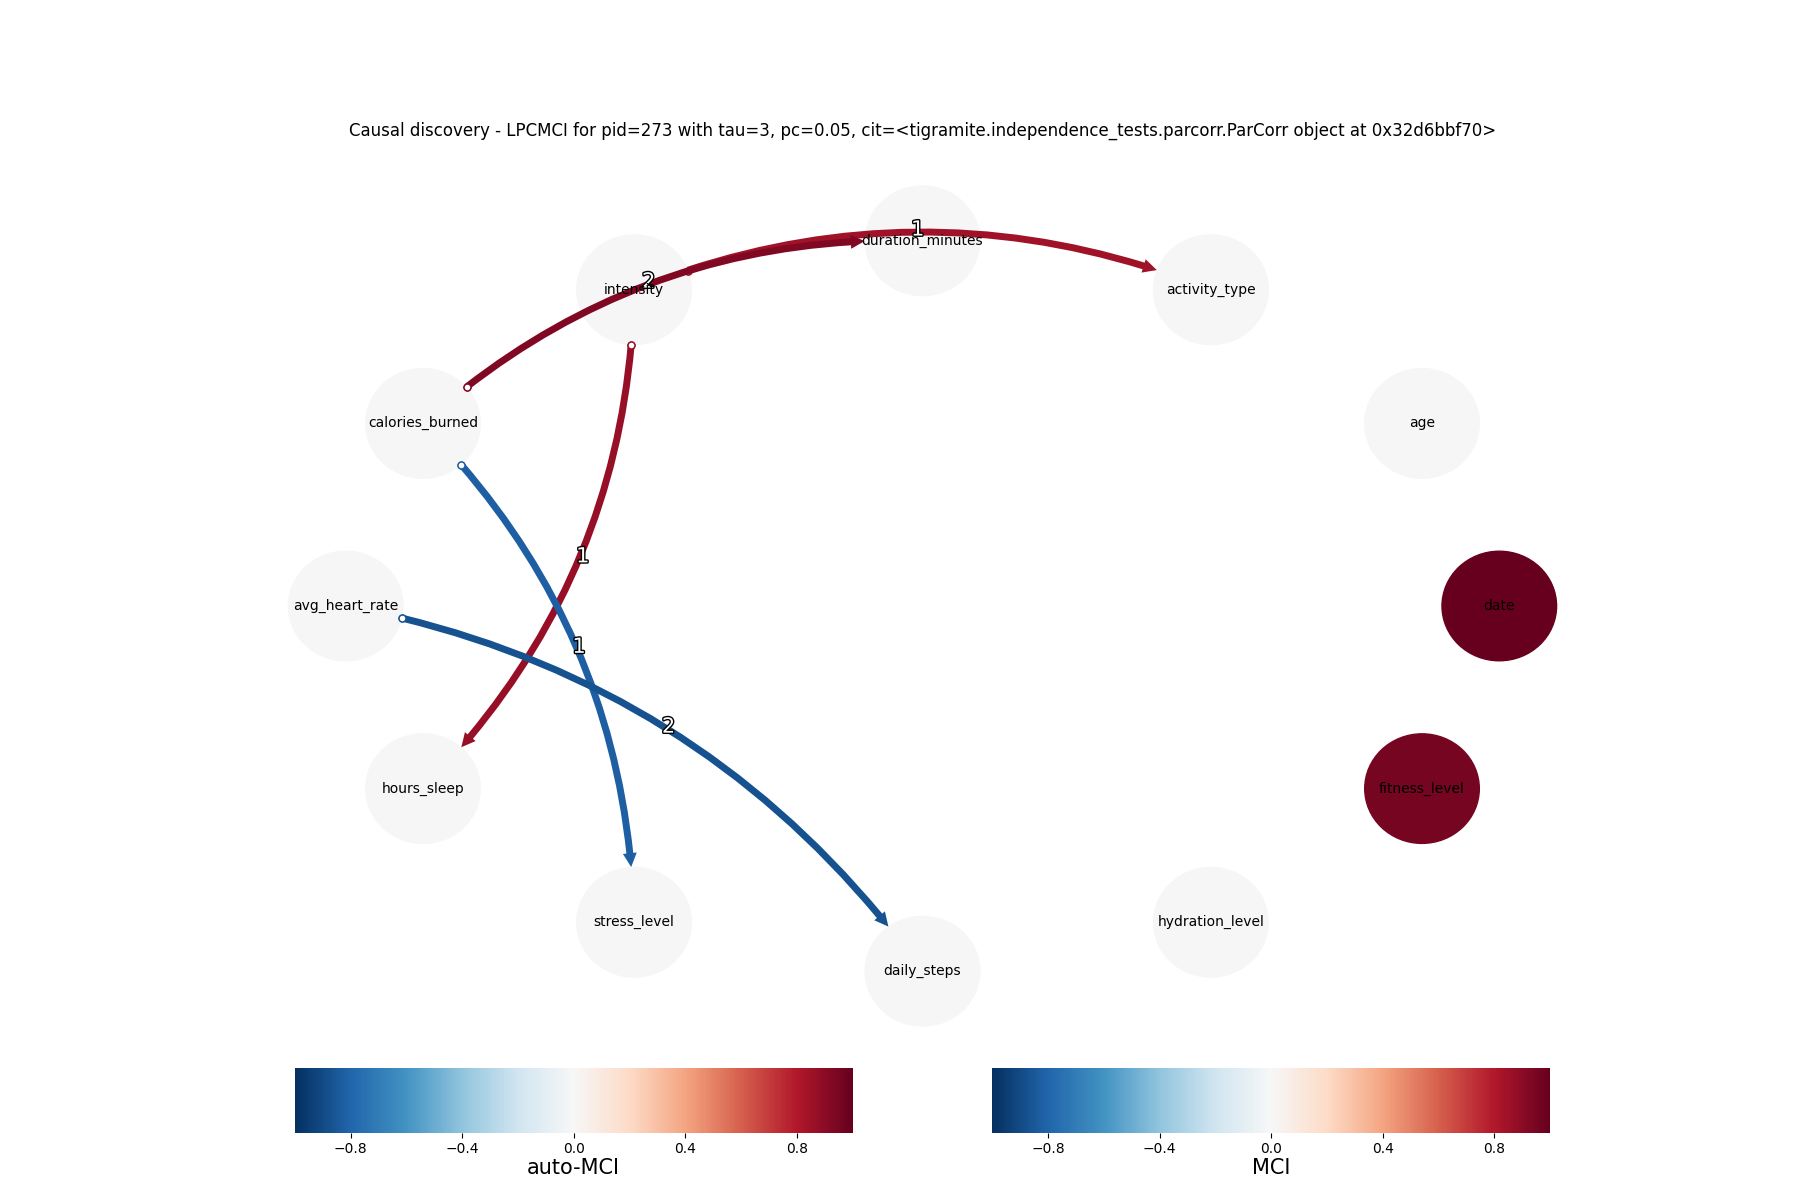 Causal discovery - LPCMCI for pid=273 with tau=3, pc=0.05, cit=<tigramite.independence_tests.parcorr.ParCorr object at 0x32d6bbf70>
1
duration_minutes
2
intensity
activity_type
calories_burned
age
1
avg_heart_rate
date
1
2
hours_sleep
fitness_level
stress_level
hydration_level
daily_steps
−0.8 −0.4 0.0 0.4 0.8
auto-MCI
−0.8 −0.4 0.0 0.4 0.8
MCI